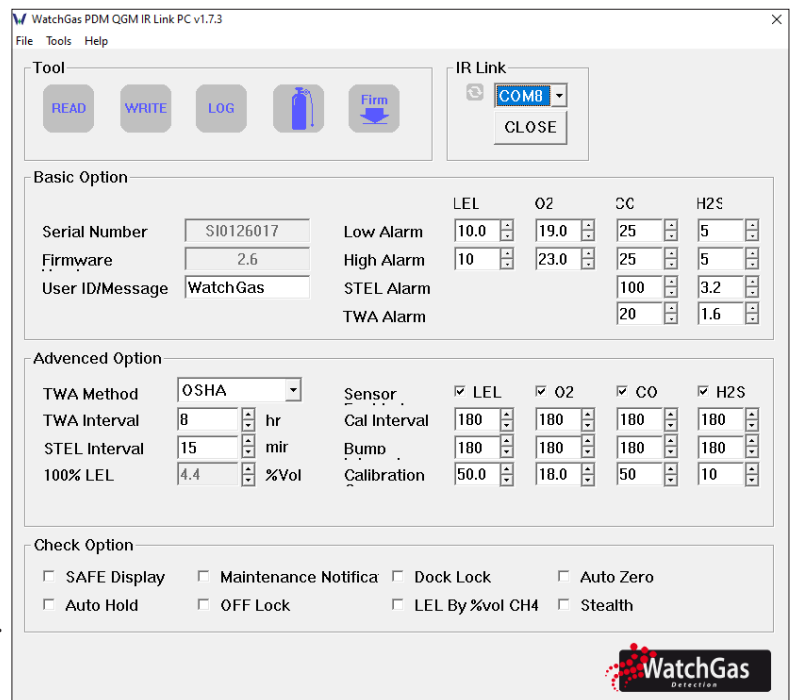 WatchGas PDM QGM IR Link PC v1.7.3
File Tools Help
Tool
READ WRITE LOG Firm
IR Link
COM8
CLOSE
Basic Option
LEL O2 CO H2S
Serial Number SI0126017 Low Alarm 10.0 19.0 25 5
Firmware 2.6 High Alarm 10 23.0 25 5
User ID/Message WatchGas STEL Alarm 100 3.2
TWA Alarm 20 1.6
Advanced Option
TWA Method OSHA Sensor LEL O2 CO H2S
TWA Interval 8 hr Cal Interval 180 180 180 180
STEL Interval 15 mir Bump 180 180 180 180
100% LEL 4.4 %Vol Calibration 50.0 18.0 50 10
Check Option
SAFE Display Maintenance Notifica Dock Lock Auto Zero
Auto Hold OFF Lock LEL By %vol CH4 Stealth
WatchGas
Detection